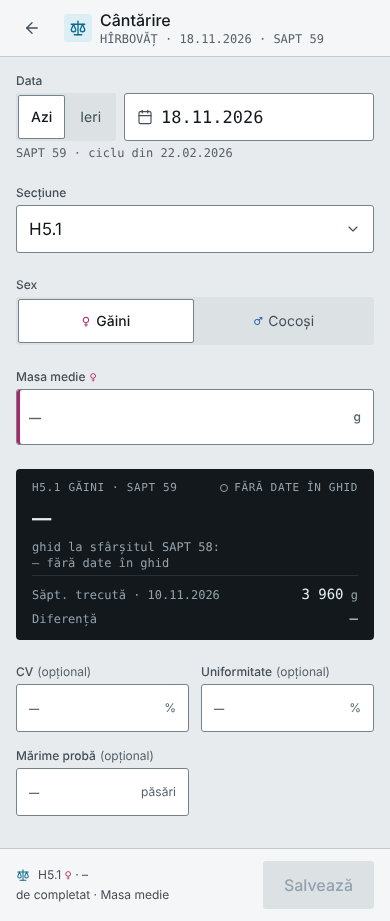 Cântărire
HÎRBOVĂȚ · 18.11.2026 · SAPT 59
Data
Azi
Ieri
18.11.2026
SAPT 59 · ciclu din 22.02.2026
Secțiune
H5.1
Sex
♀ Găini
♂ Cocoși
Masa medie ♀
— g
H5.1 GĂINI · SAPT 59
FĂRĂ DATE ÎN GHID
—
ghid la sfârșitul SAPT 58:
— fără date în ghid
Săpt. trecută · 10.11.2026 3 960 g
Diferență —
CV (opțional)
Uniformitate (opțional)
— %
— %
Mărime probă (opțional)
— păsări
H5.1 ♀ · –
de completat · Masa medie
Salvează